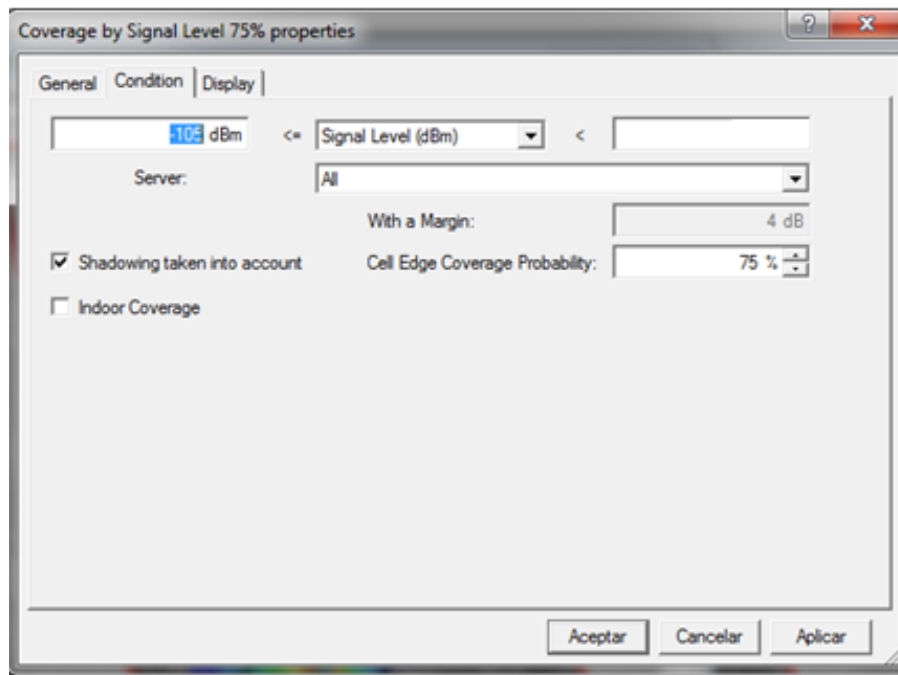 Coverage by Signal Level 75% properties
General Condition Display
-105 dBm <= Signal Level (dBm) <
Server: All
With a Margin: 4 dB
Shadowing taken into account Cell Edge Coverage Probability: 75 %
Indoor Coverage
Aceptar Cancelar Aplicar